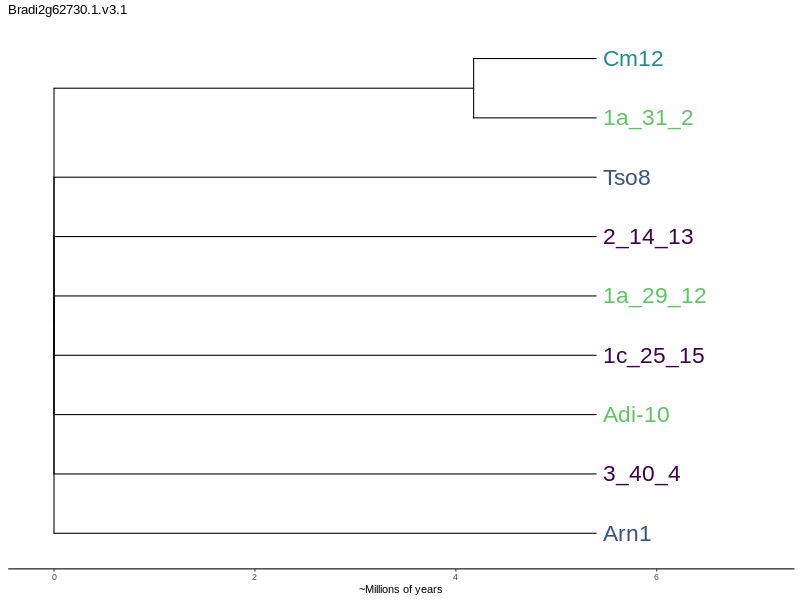 Bradi2g62730.1.v3.1
Cm12
1a_31_2
Tso8
2_14_13
1a_29_12
1c_25_15
Adi-10
3_40_4
Arn1
0 2 4 6
~Millions of years